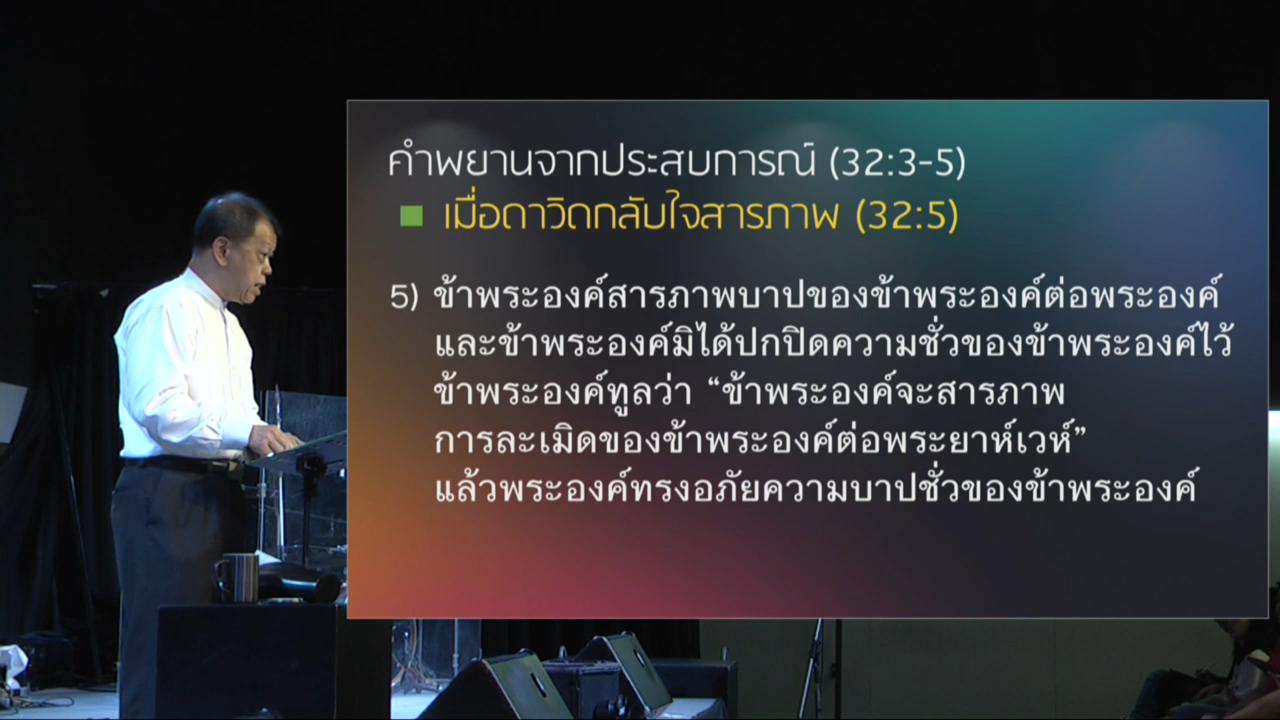 คำพยานจากประสบการณ์ (32:3-5)
เมื่อดาวิดกลับใจสารภาพ (32:5)
5) ข้าพระองค์สารภาพบาปของข้าพระองค์ต่อพระองค์
และข้าพระองค์มิได้ปกปิดความชั่วของข้าพระองค์ไว้
ข้าพระองค์ทูลว่า “ข้าพระองค์จะสารภาพ
การละเมิดของข้าพระองค์ต่อพระยาห์เวห์”
แล้วพระองค์ทรงอภัยความบาปชั่วของข้าพระองค์